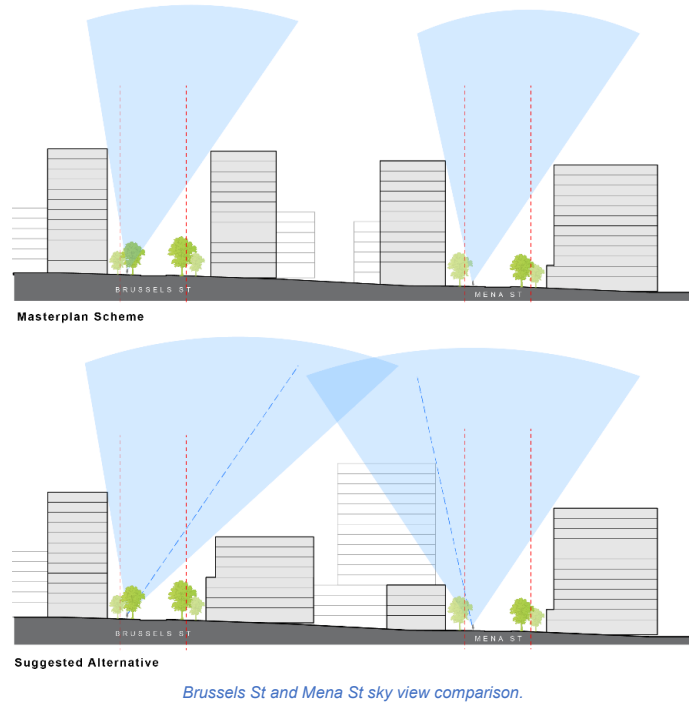 BRUSSELS ST
MENA ST
Masterplan Scheme
BRUSSELS ST
MENA ST
Suggested Alternative
Brussels St and Mena St sky view comparison.